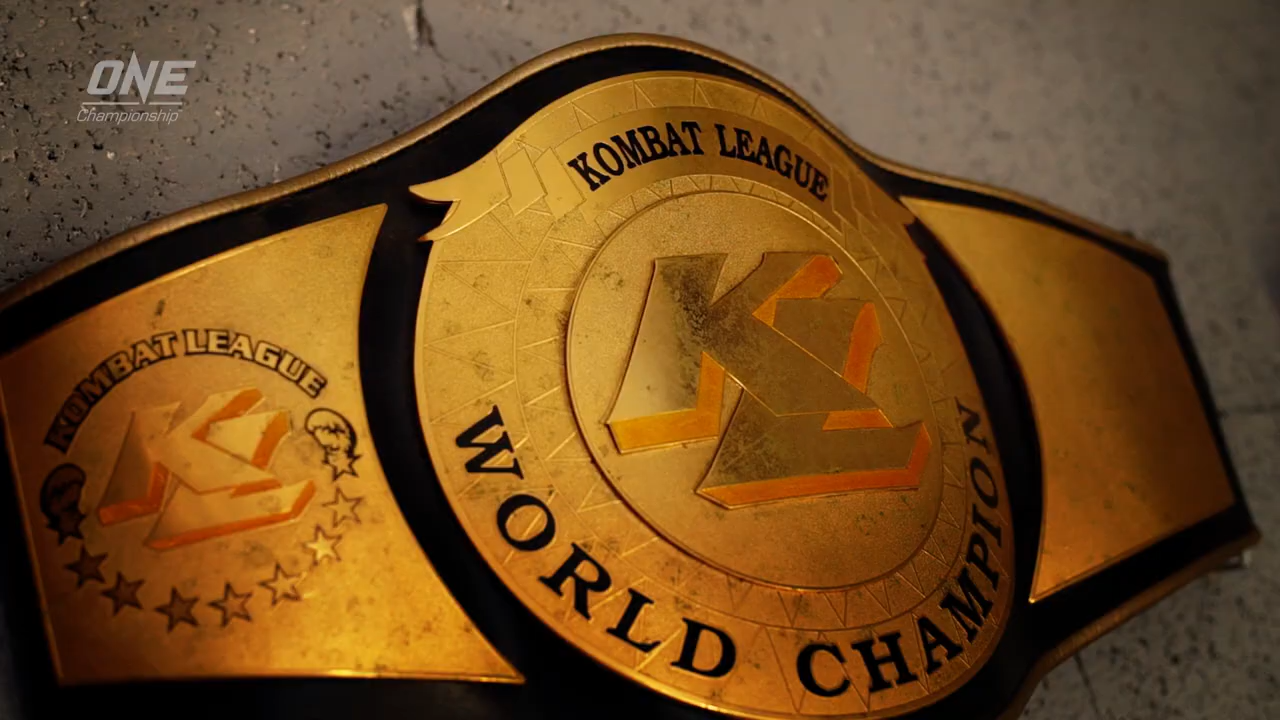 ONE
Championship
KOMBAT LEAGUE
KL
WORLD CHAMPION
KOMBAT LEAGUE
KL